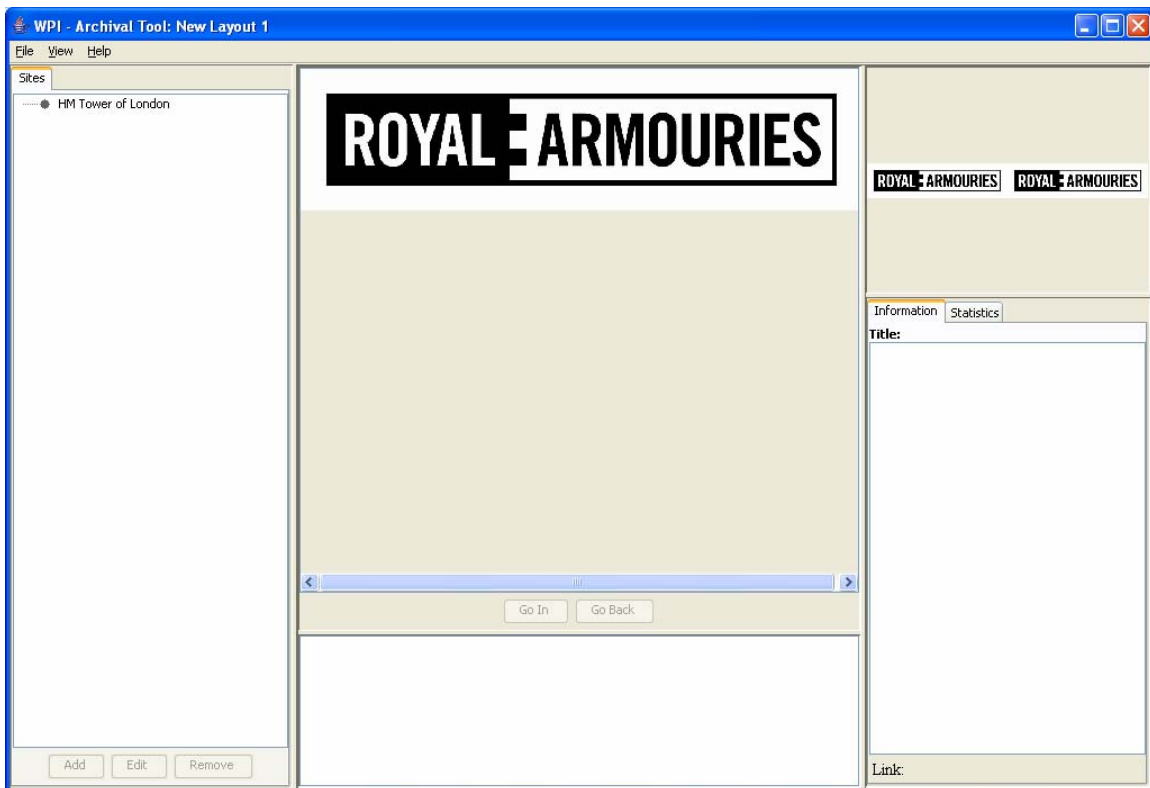 WPI - Archival Tool: New Layout 1
File View Help
Sites
HM Tower of London
Add Edit Remove
ROYAL ARMOURIES
Go In Go Back
ROYAL ARMOURIES ROYAL ARMOURIES
Information Statistics
Title:
Link: